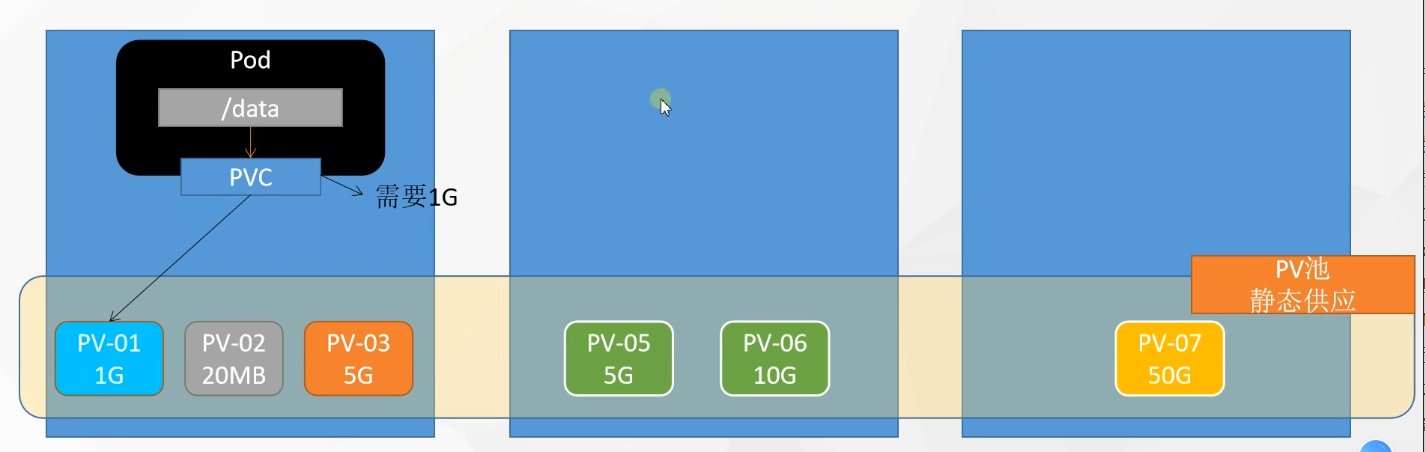 Pod
/data
PVC
需要1G
PV池
静态供应
PV-01
1G
PV-02
20MB
PV-03
5G
PV-05
5G
PV-06
10G
PV-07
50G